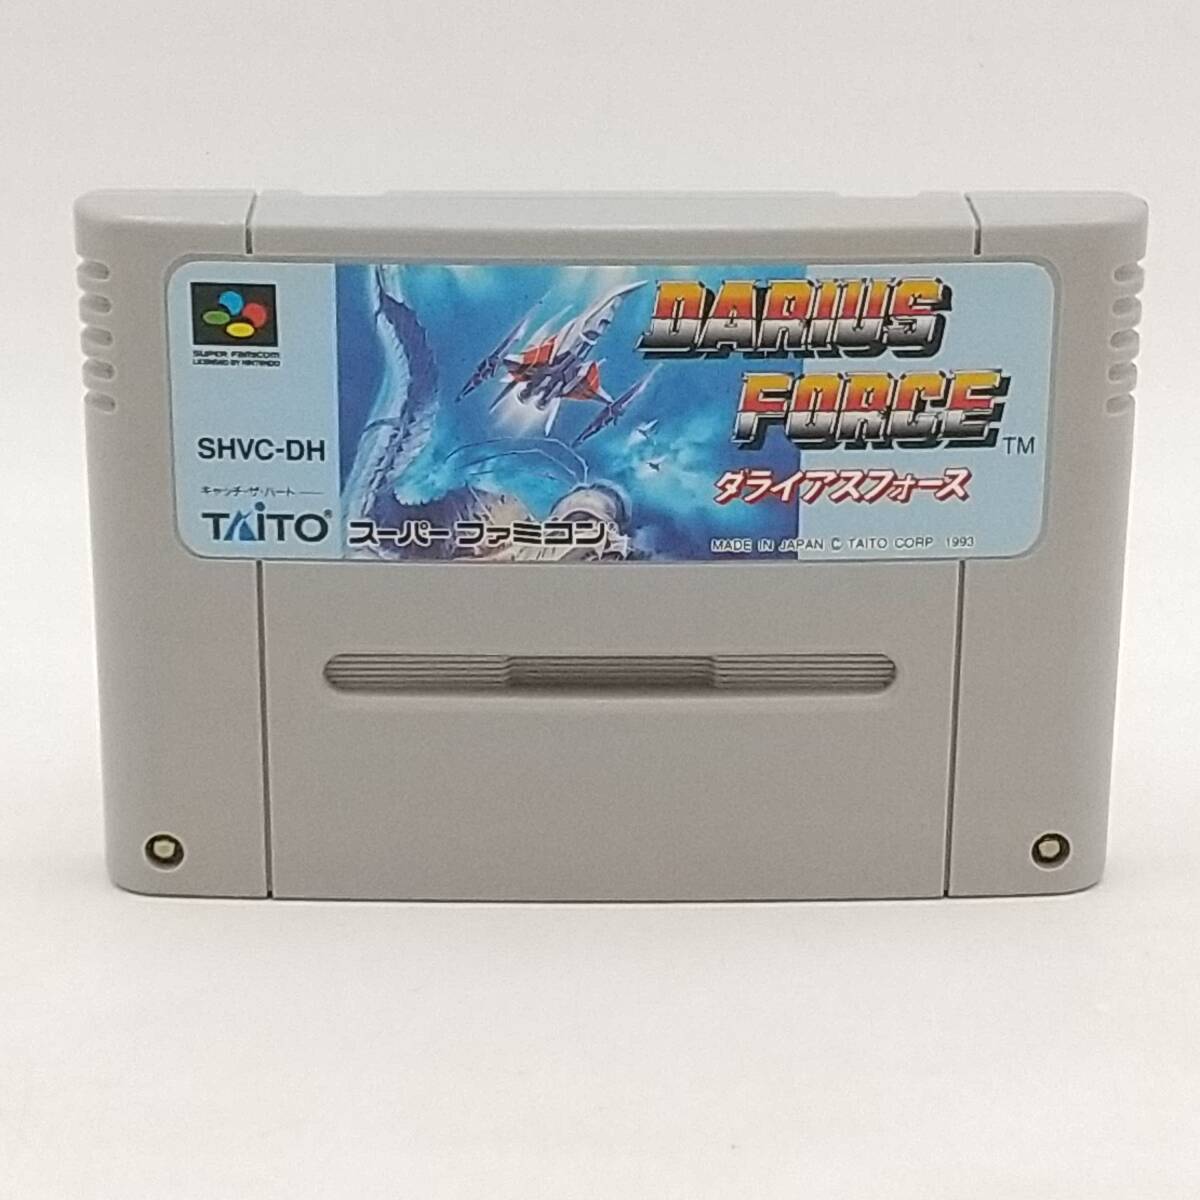 SUPER FAMICOM
LICENSED BY NINTENDO
SHVC-DH
キャッチ・ザ・ハート
TAITO®
スーパーファミコン
DARIUS
FORCE™
ダライアスフォース
MADE IN JAPAN © TAITO CORP. 1993